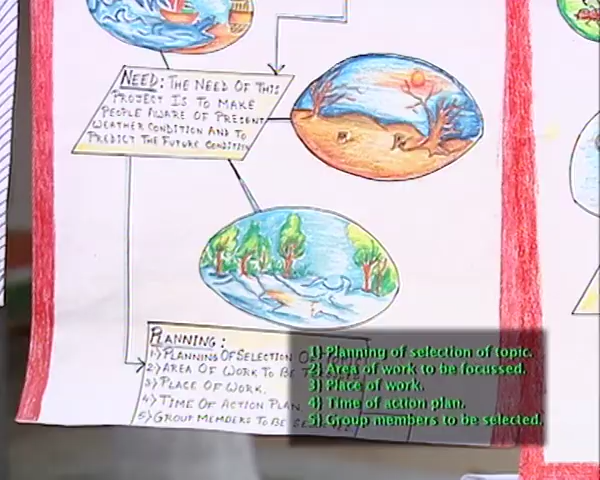 NEED: THE NEED OF THIS
PROJECT IS TO MAKE
PEOPLE AWARE OF PRESENT
WEATHER CONDITION AND TO
PREDICT THE FUTURE CONDITION
PLANNING:
1) PLANNING OF SELECTION OF
2) AREA OF WORK TO BE
3) PLACE OF WORK.
4) TIME OF ACTION PLAN
5) GROUP MEMBERS TO BE
1) Planning of selection of topic.
2) Area of work to be focussed.
3) Place of work.
4) Time of action plan.
5) Group members to be selected.